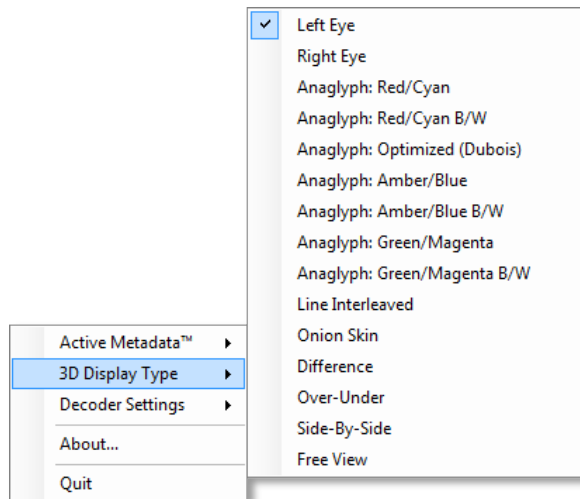 Left Eye
Right Eye
Anaglyph: Red/Cyan
Anaglyph: Red/Cyan B/W
Anaglyph: Optimized (Dubois)
Anaglyph: Amber/Blue
Anaglyph: Amber/Blue B/W
Anaglyph: Green/Magenta
Anaglyph: Green/Magenta B/W
Line Interleaved
Onion Skin
Difference
Over-Under
Side-By-Side
Free View
Active Metadata™
3D Display Type
Decoder Settings
About...
Quit